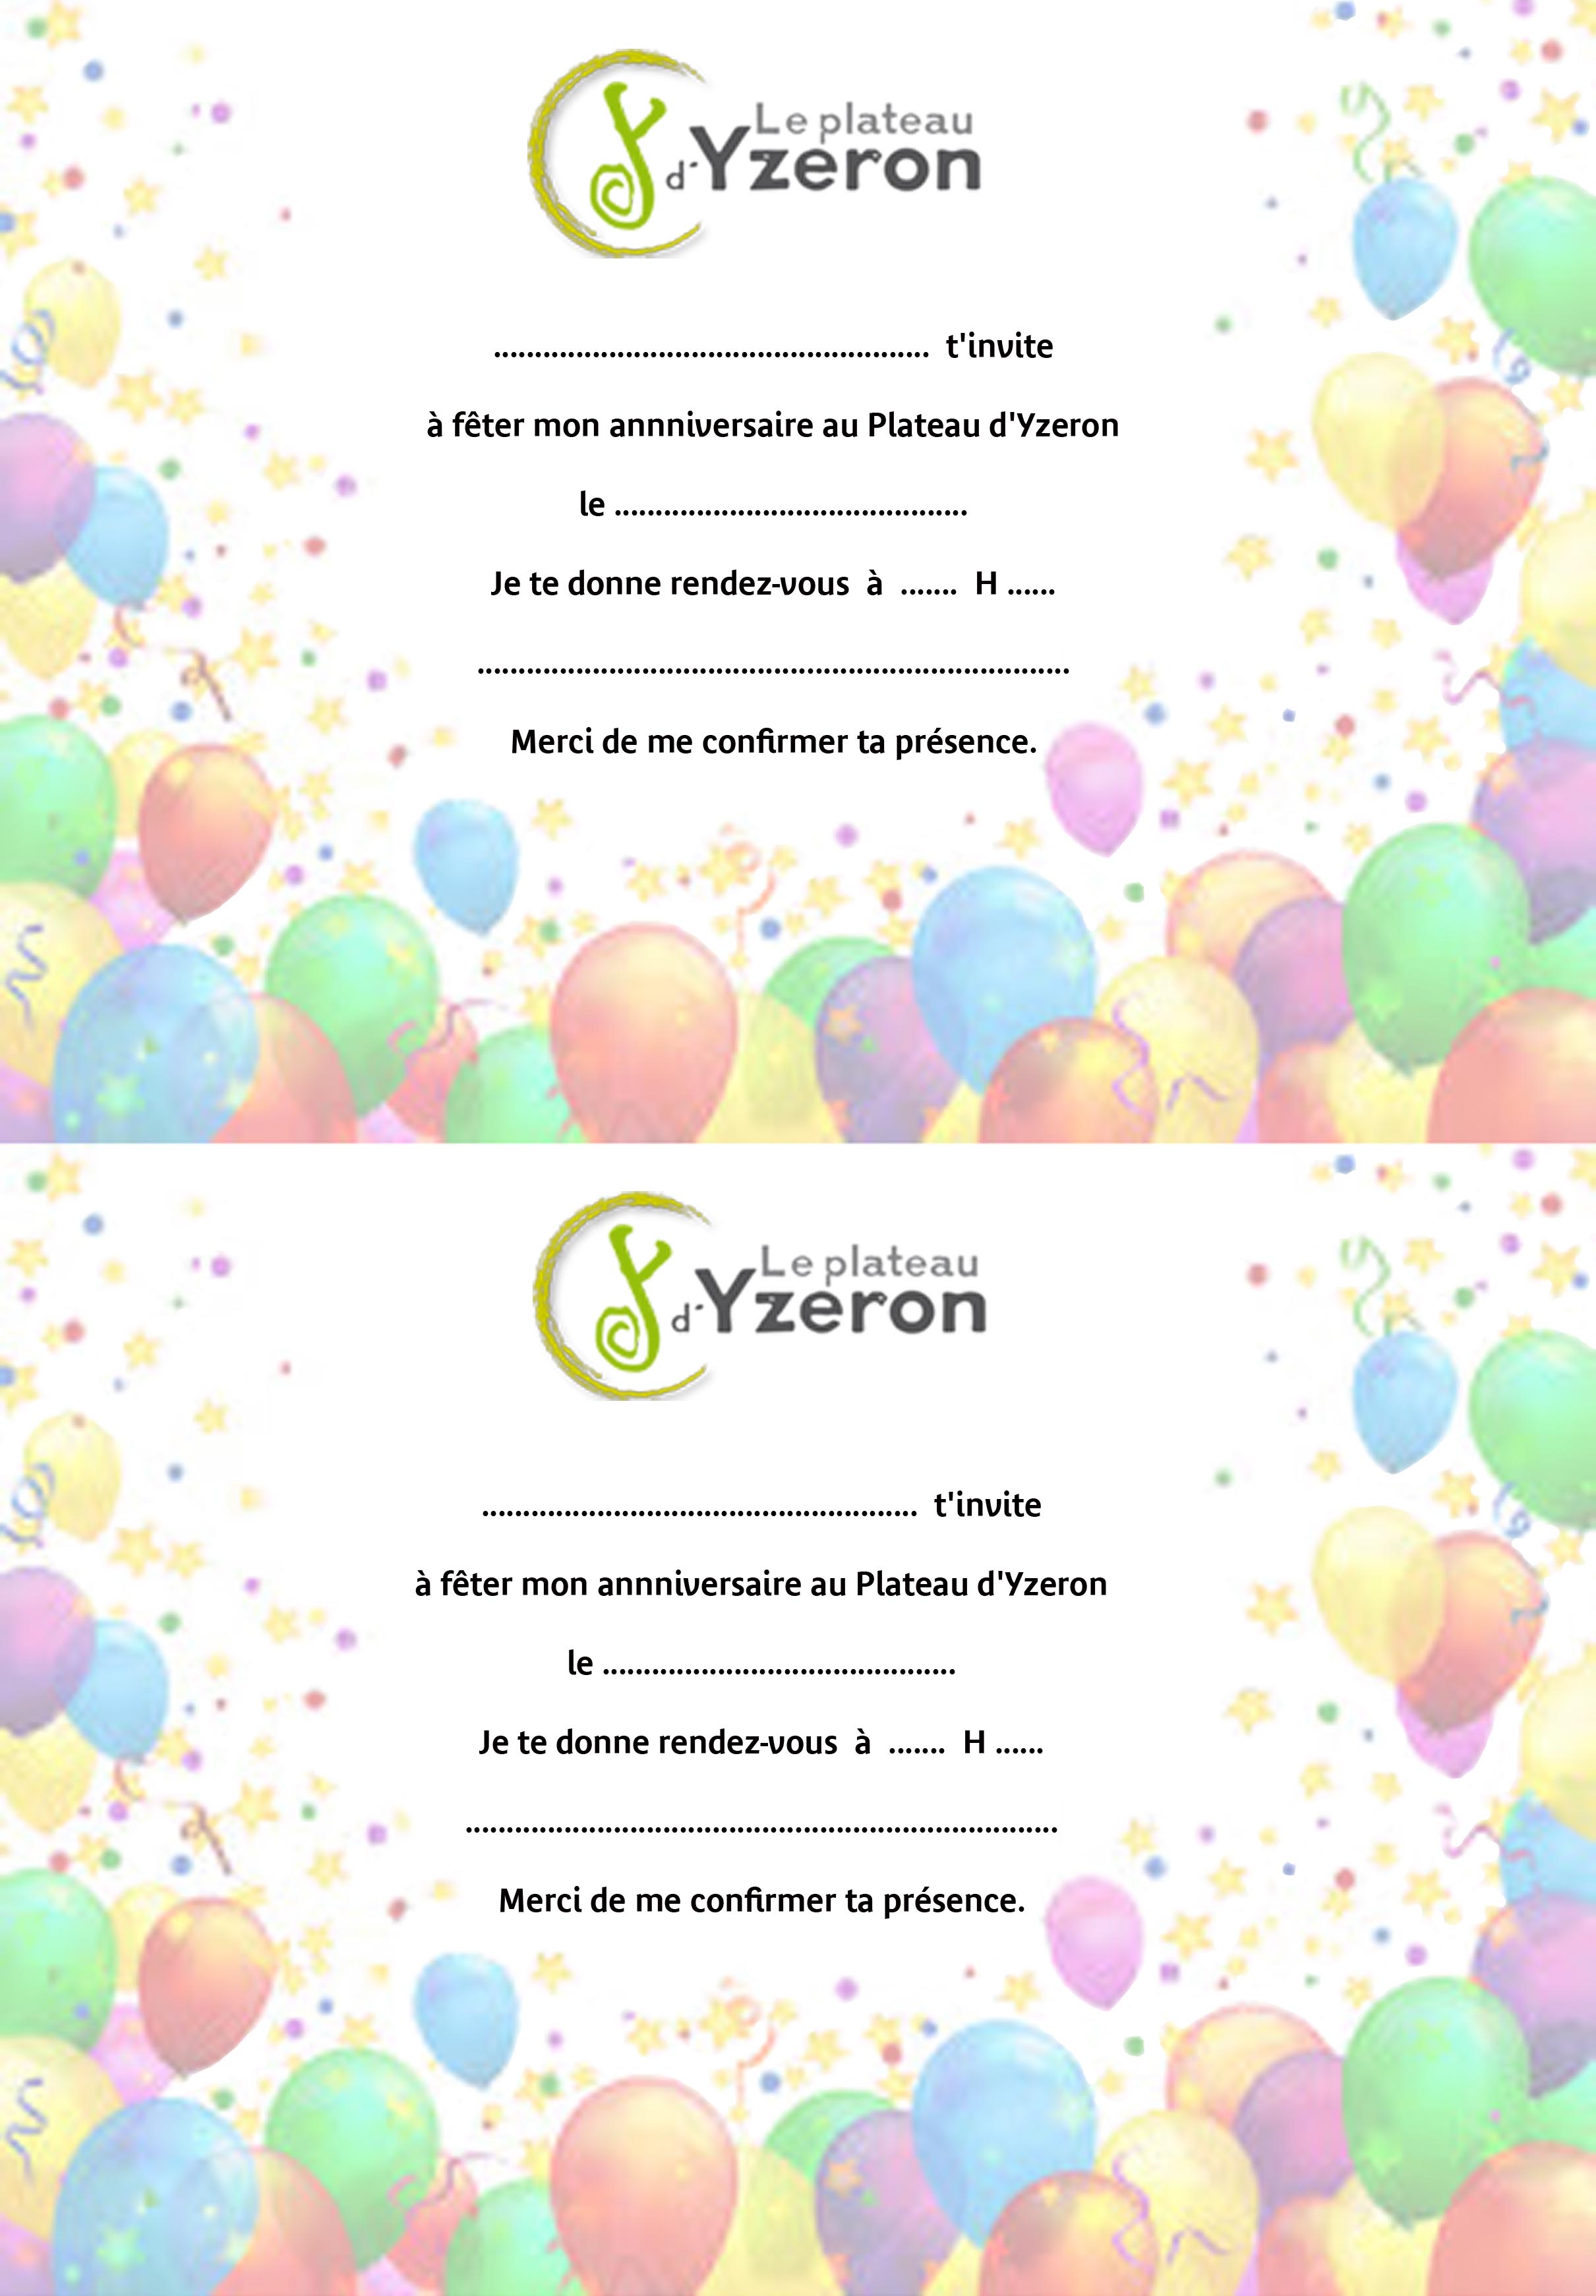 Le plateau
d'Yzeron
..................................................... t'invite
à fêter mon annniversaire au Plateau d'Yzeron
le ...........................................
Je te donne rendez-vous à ....... H ......
........................................................................
Merci de me confirmer ta présence.
Le plateau
d'Yzeron
..................................................... t'invite
à fêter mon annniversaire au Plateau d'Yzeron
le ...........................................
Je te donne rendez-vous à ....... H ......
........................................................................
Merci de me confirmer ta présence.